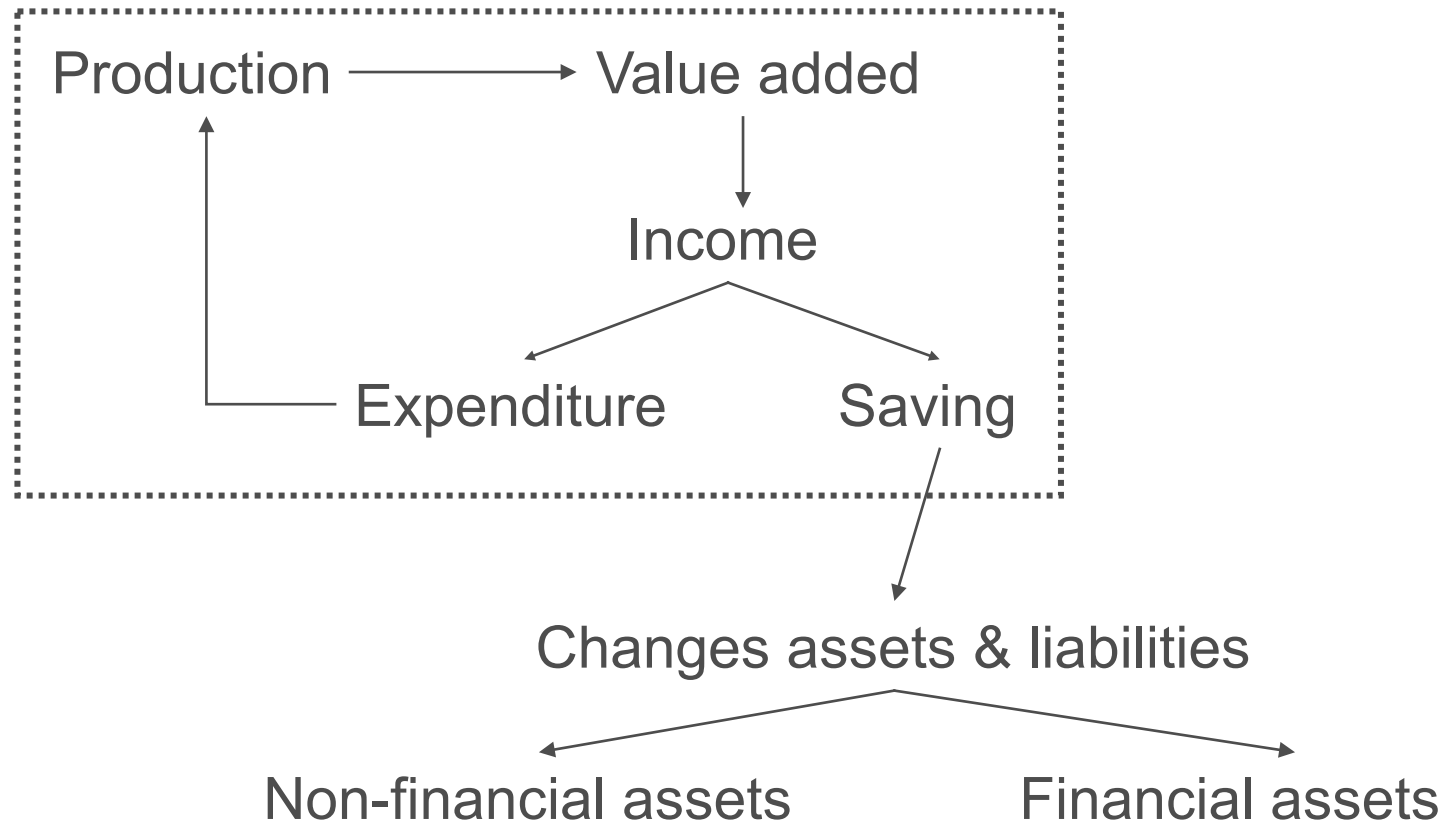 Production
Value added
Income
Expenditure
Saving
Changes assets & liabilities
Non-financial assets
Financial assets